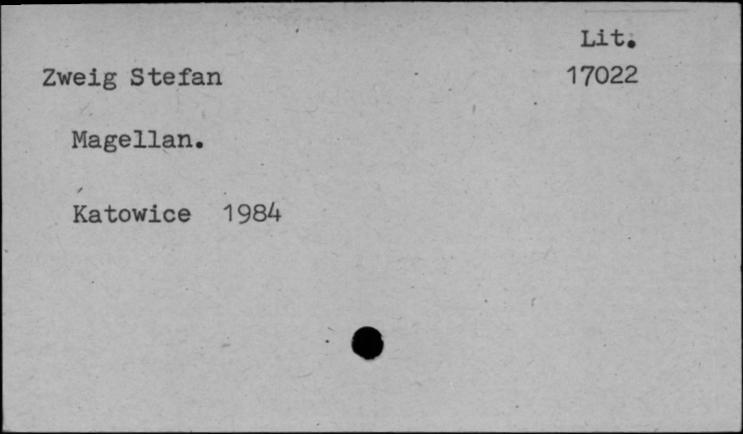 Lit.
Zweig Stefan 17022
Magellan.
Katowice 1984